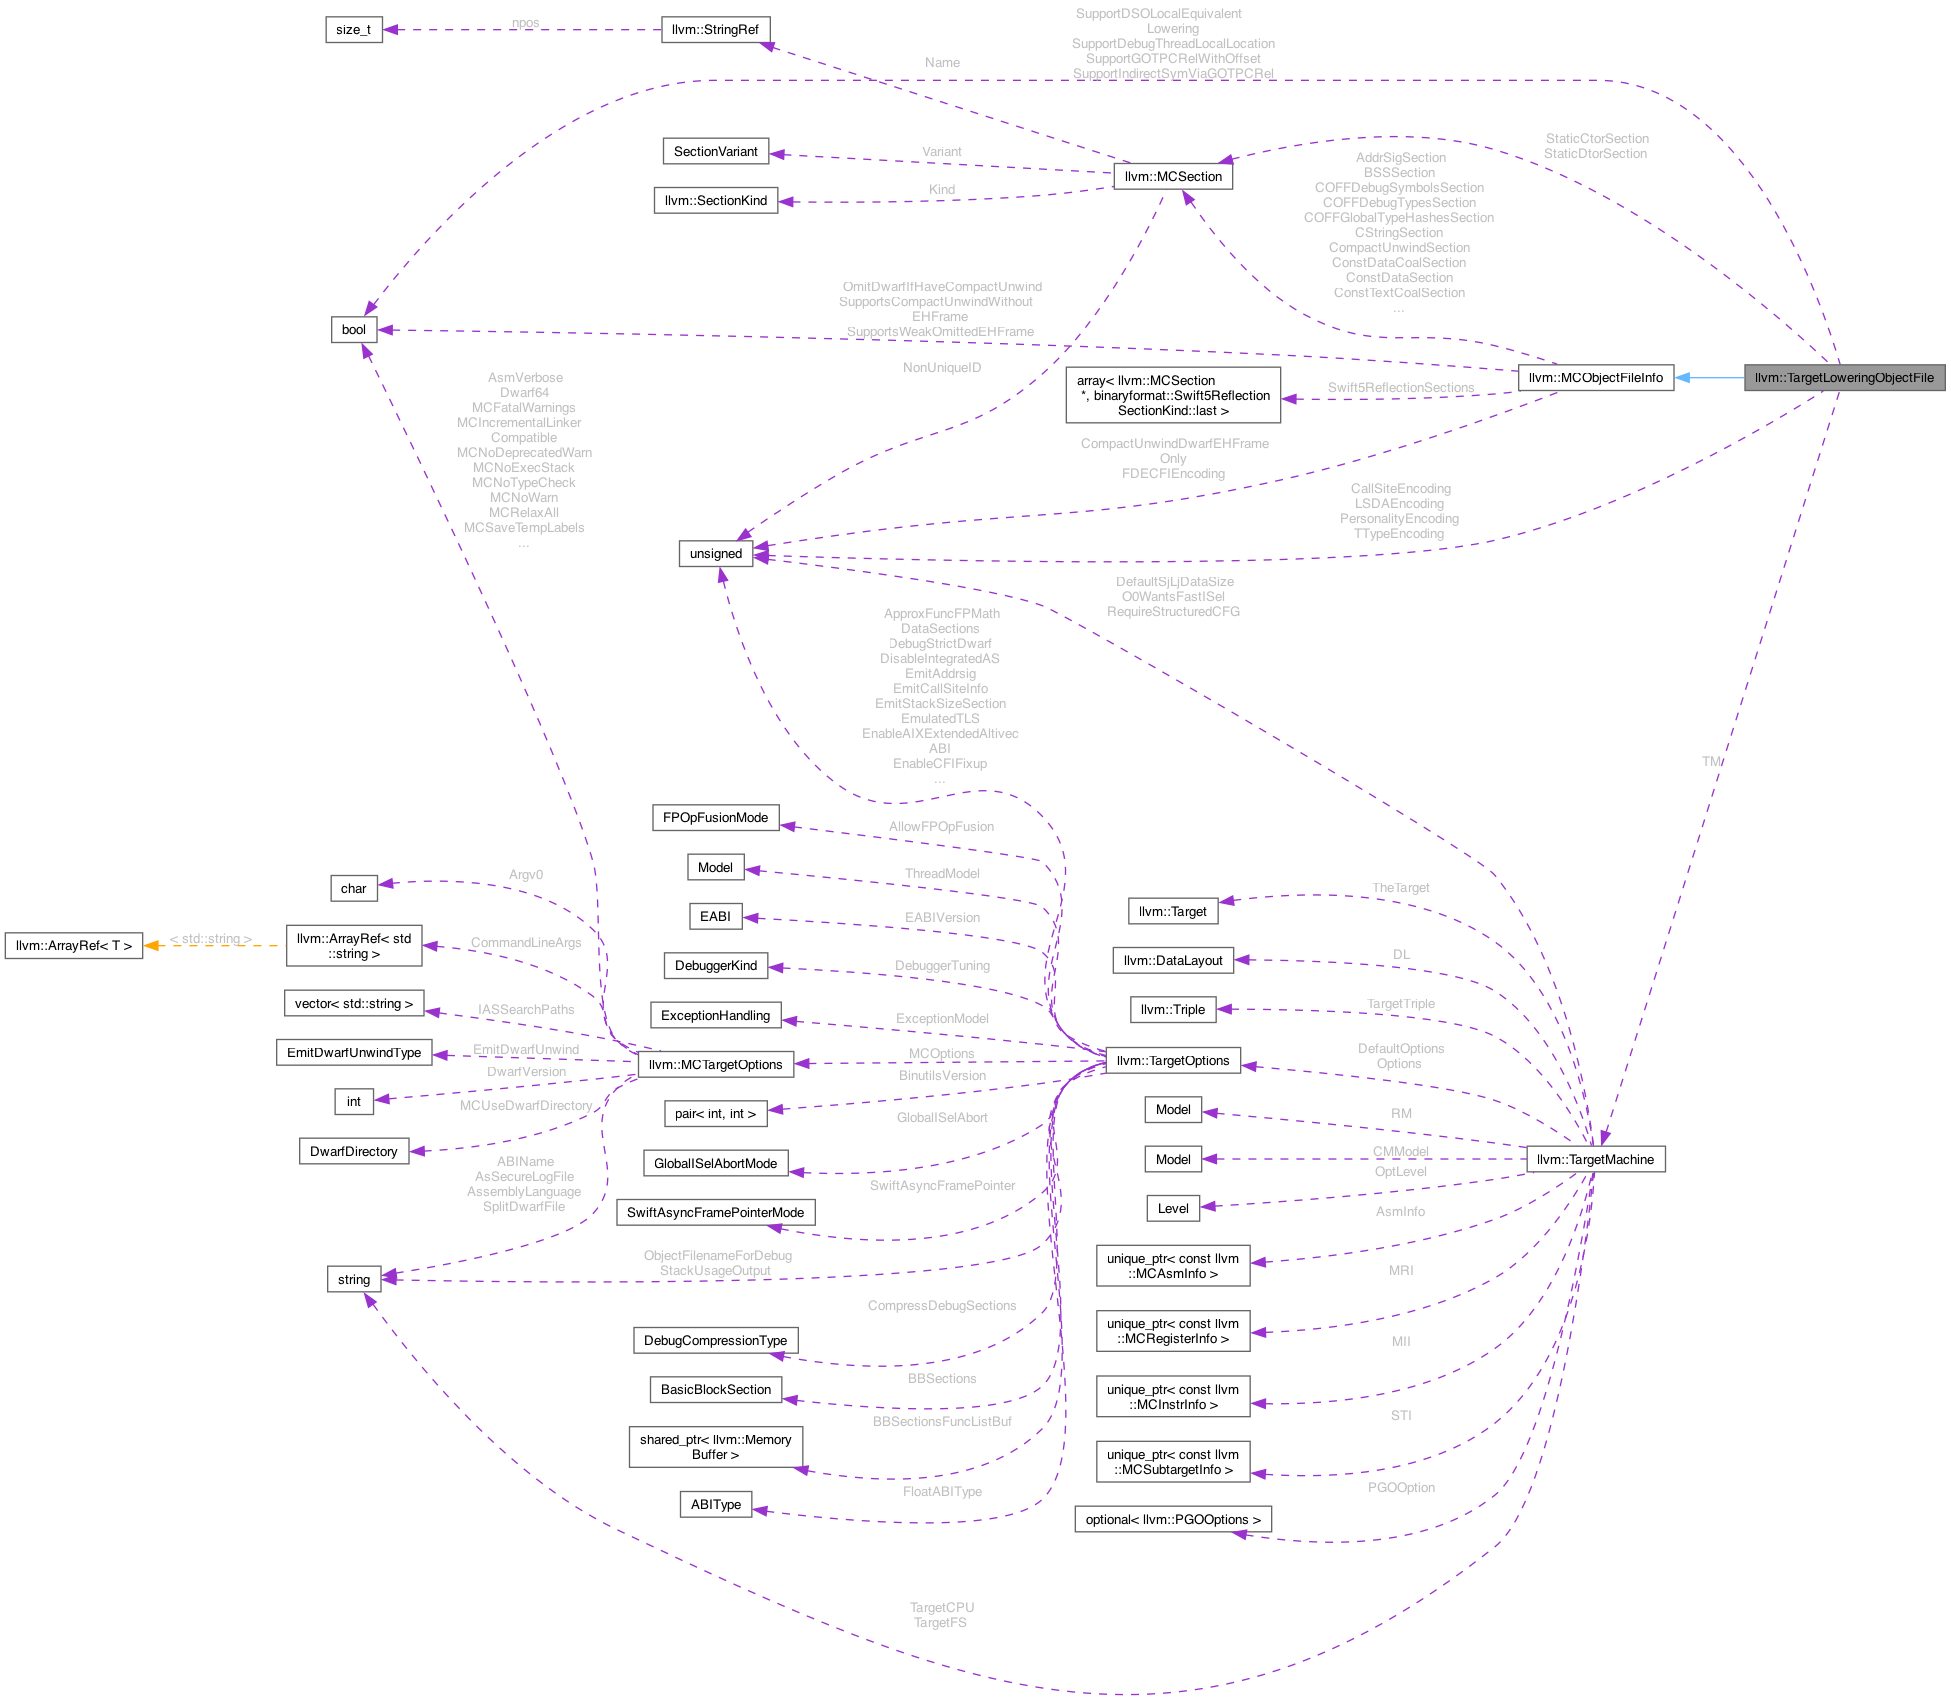 size_t
npos
llvm::StringRef
SupportDSOLocalEquivalent
Lowering
SupportDebugThreadLocalLocation
SupportGOTPCRelWithOffset
SupportIndirectSymViaGOTPCRel
Name
SectionVariant
Variant
llvm::SectionKind
Kind
llvm::MCSection
StaticCtorSection
StaticDtorSection
AddrSigSection
BSSSection
COFFDebugSymbolsSection
COFFDebugTypesSection
COFFGlobalTypeHashesSection
CStringSection
CompactUnwindSection
ConstDataCoalSection
ConstDataSection
ConstTextCoalSection
...
OmitDwarfIfHaveCompactUnwind
SupportsCompactUnwindWithout
EHFrame
SupportsWeakOmittedEHFrame
bool
NonUniqueID
array< llvm::MCSection
*, binaryformat::Swift5Reflection
SectionKind::last >
Swift5ReflectionSections
llvm::MCObjectFileInfo
llvm::TargetLoweringObjectFile
AsmVerbose
Dwarf64
MCFatalWarnings
MCIncrementalLinker
Compatible
MCNoDeprecatedWarn
MCNoExecStack
MCNoTypeCheck
MCNoWarn
MCRelaxAll
MCSaveTempLabels
...
CompactUnwindDwarfEHFrame
Only
FDECFIEncoding
CallSiteEncoding
LSDAEncoding
PersonalityEncoding
TTypeEncoding
unsigned
DefaultSjLjDataSize
O0WantsFastISel
RequireStructuredCFG
ApproxFuncFPMath
DataSections
DebugStrictDwarf
DisableIntegratedAS
EmitAddrsig
EmitCallSiteInfo
EmitStackSizeSection
EmulatedTLS
EnableAIXExtendedAltivec
ABI
EnableCFIFixup
...
TM
FPOpFusionMode
AllowFPOpFusion
Model
ThreadModel
EABI
EABIVersion
DebuggerKind
DebuggerTuning
ExceptionHandling
ExceptionModel
MCOptions
BinutilsVersion
pair< int, int >
GlobalISelAbort
GlobalISelAbortMode
SwiftAsyncFramePointer
SwiftAsyncFramePointerMode
ObjectFilenameForDebug
StackUsageOutput
CompressDebugSections
DebugCompressionType
BBSections
BasicBlockSection
BBSectionsFuncListBuf
shared_ptr< llvm::Memory
Buffer >
FloatABIType
ABIType
char
Argv0
llvm::ArrayRef< T >
< std::string >
llvm::ArrayRef< std
::string >
CommandLineArgs
vector< std::string >
IASSearchPaths
EmitDwarfUnwindType
EmitDwarfUnwind
llvm::MCTargetOptions
int
DwarfVersion
MCUseDwarfDirectory
DwarfDirectory
ABIName
AsSecureLogFile
AssemblyLanguage
SplitDwarfFile
string
llvm::TargetOptions
llvm::Target
TheTarget
llvm::DataLayout
DL
llvm::Triple
TargetTriple
DefaultOptions
Options
Model
RM
Model
CMModel
OptLevel
Level
AsmInfo
unique_ptr< const llvm
::MCAsmInfo >
MRI
unique_ptr< const llvm
::MCRegisterInfo >
MII
unique_ptr< const llvm
::MCInstrInfo >
STI
unique_ptr< const llvm
::MCSubtargetInfo >
PGOOption
optional< llvm::PGOOptions >
llvm::TargetMachine
TargetCPU
TargetFS